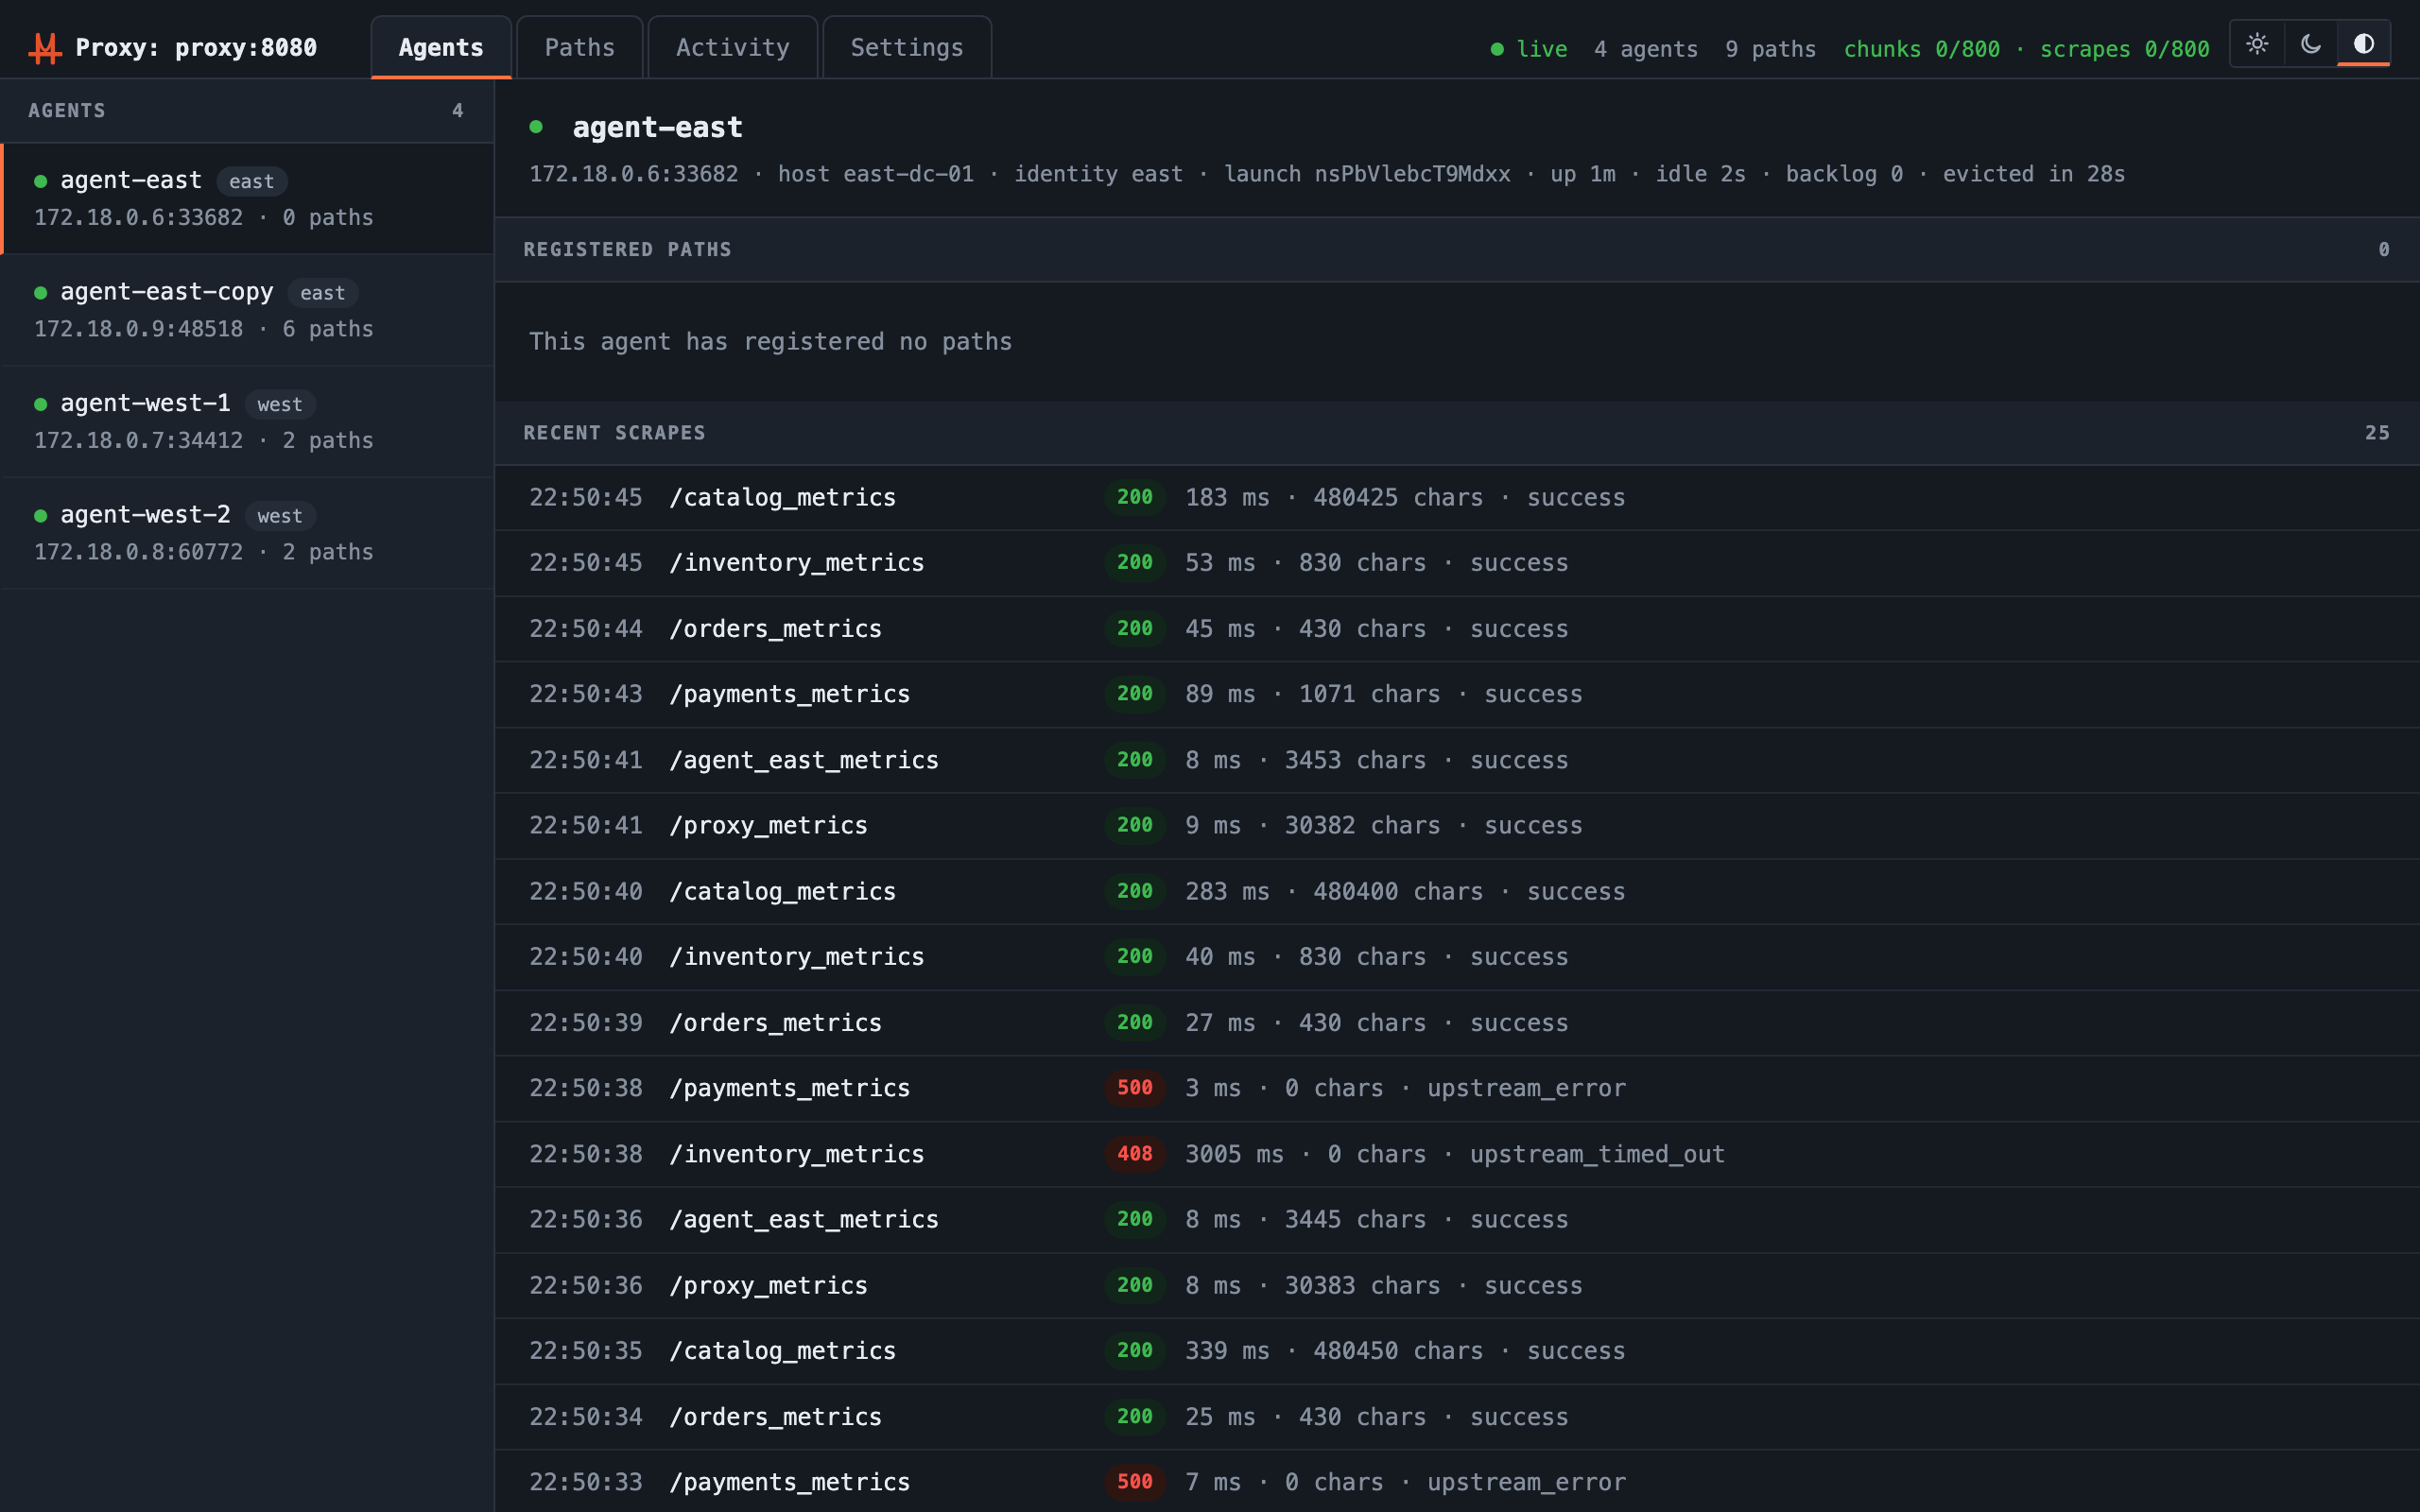 Proxy: proxy:8080 Agents Paths Activity Settings live 4 agents 9 paths chunks 0/800 · scrapes 0/800
AGENTS 4
agent-east east
172.18.0.6:33682 · 0 paths
agent-east-copy east
172.18.0.9:48518 · 6 paths
agent-west-1 west
172.18.0.7:34412 · 2 paths
agent-west-2 west
172.18.0.8:60772 · 2 paths
agent-east
172.18.0.6:33682 · host east-dc-01 · identity east · launch nsPbVlebcT9Mdxx · up 1m · idle 2s · backlog 0 · evicted in 28s
REGISTERED PATHS 0
This agent has registered no paths
RECENT SCRAPES 25
22:50:45 /catalog_metrics 200 183 ms · 480425 chars · success
22:50:45 /inventory_metrics 200 53 ms · 830 chars · success
22:50:44 /orders_metrics 200 45 ms · 430 chars · success
22:50:43 /payments_metrics 200 89 ms · 1071 chars · success
22:50:41 /agent_east_metrics 200 8 ms · 3453 chars · success
22:50:41 /proxy_metrics 200 9 ms · 30382 chars · success
22:50:40 /catalog_metrics 200 283 ms · 480400 chars · success
22:50:40 /inventory_metrics 200 40 ms · 830 chars · success
22:50:39 /orders_metrics 200 27 ms · 430 chars · success
22:50:38 /payments_metrics 500 3 ms · 0 chars · upstream_error
22:50:38 /inventory_metrics 408 3005 ms · 0 chars · upstream_timed_out
22:50:36 /agent_east_metrics 200 8 ms · 3445 chars · success
22:50:36 /proxy_metrics 200 8 ms · 30383 chars · success
22:50:35 /catalog_metrics 200 339 ms · 480450 chars · success
22:50:34 /orders_metrics 200 25 ms · 430 chars · success
22:50:33 /payments_metrics 500 7 ms · 0 chars · upstream_error